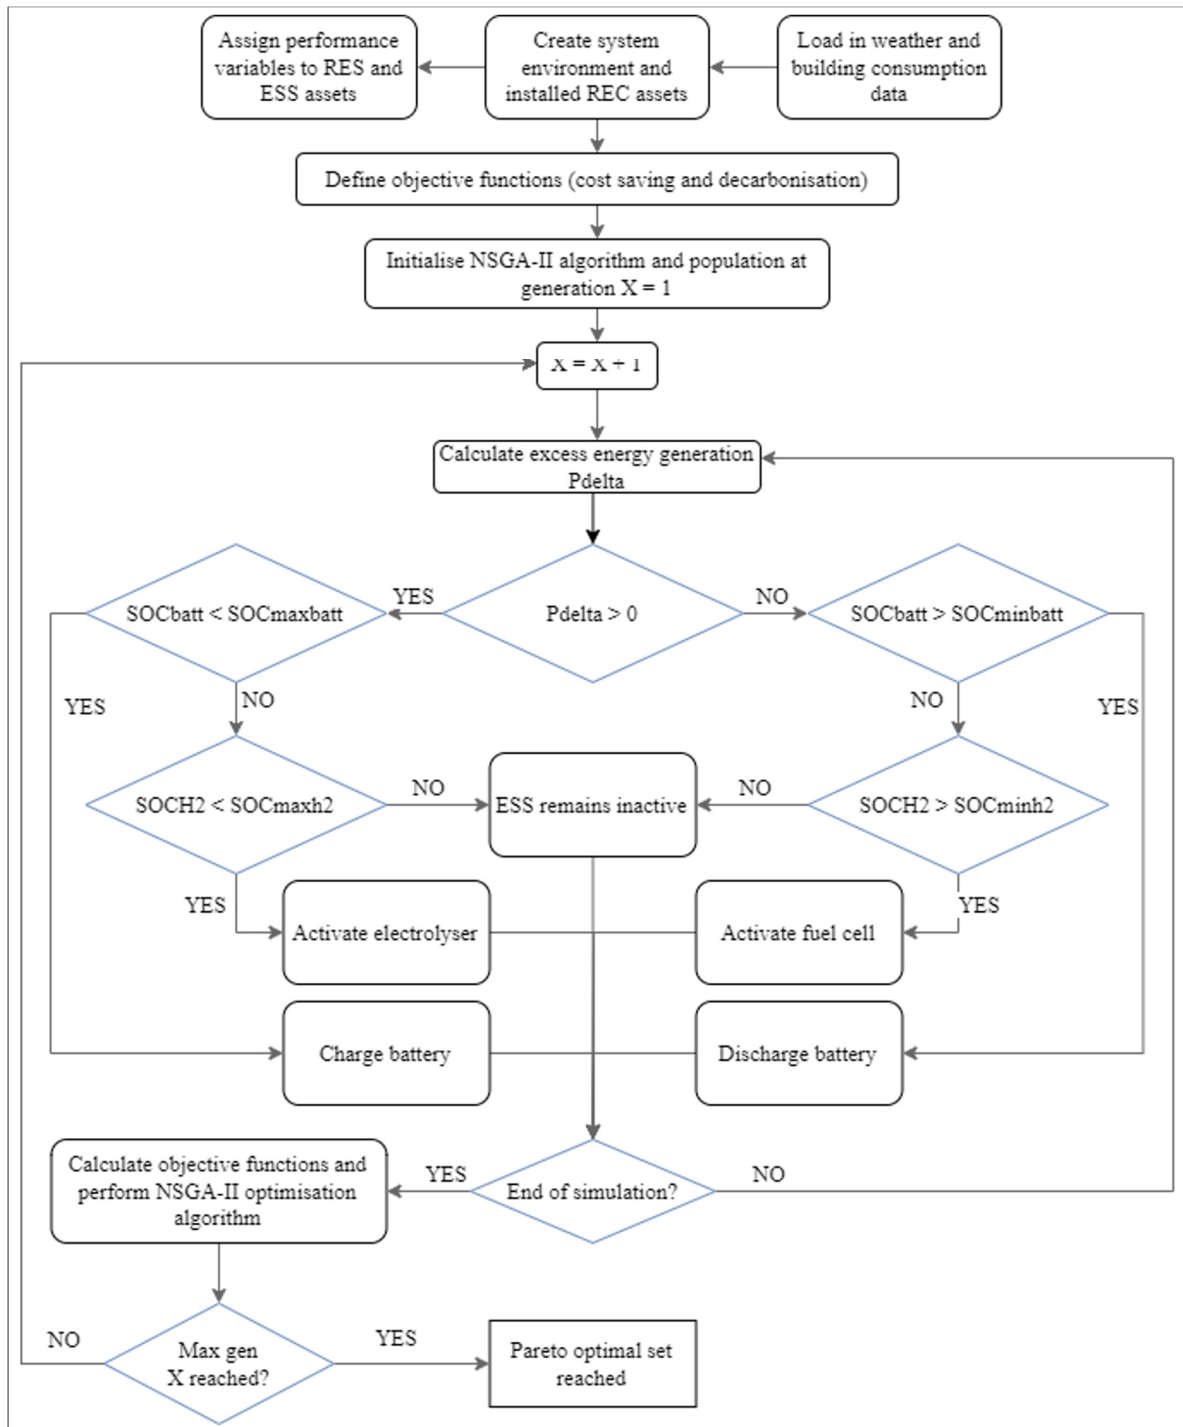 Assign performance
variables to RES and
ESS assets
Create system
environment and
installed REC assets
Load in weather and
building consumption
data
Define objective functions (cost saving and decarbonisation)
Initialise NSGA-II algorithm and population at
generation X = 1
X = X + 1
Calculate excess energy generation
Pdelta
SOCbatt < SOCmaxbatt
YES
Pdelta > 0
NO
SOCbatt > SOCminbatt
YES
NO
NO
YES
SOCH2 < SOCmaxh2
NO
ESS remains inactive
NO
SOCH2 > SOCminh2
YES
Activate electrolyser
Activate fuel cell
YES
Charge battery
Discharge battery
Calculate objective functions and
perform NSGA-II optimisation
algorithm
YES
End of simulation?
NO
NO
Max gen
X reached?
YES
Pareto optimal set
reached